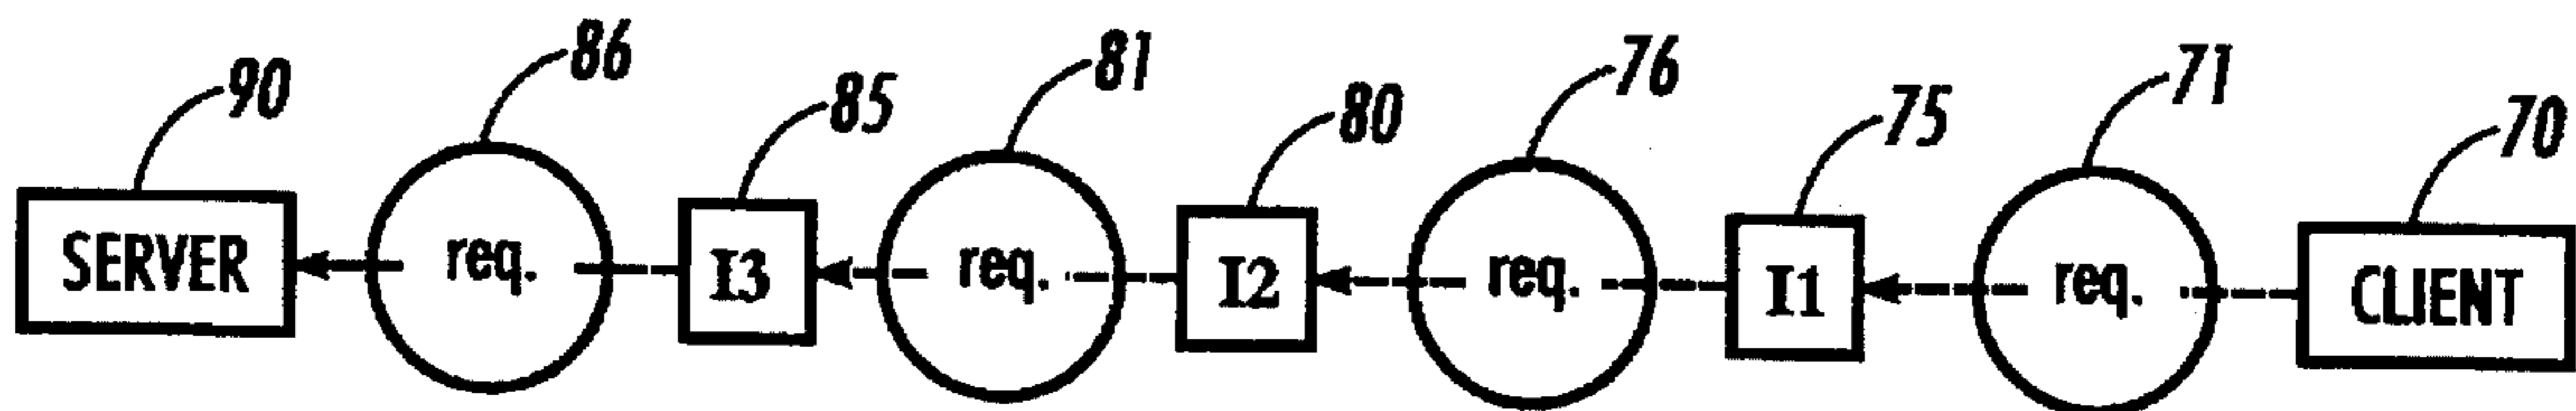 90 86 85 81 80 76 75 71 70
SERVER req. I3 req. I2 req. I1 req. CLIENT